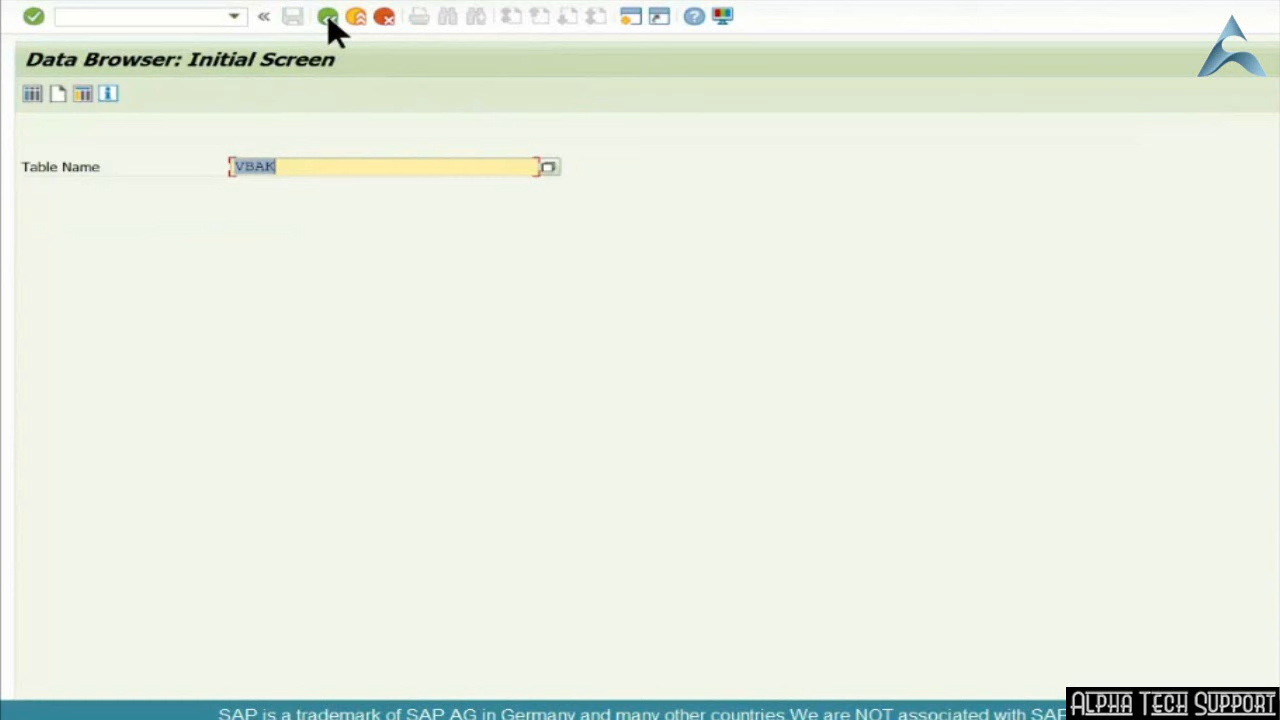 Data Browser: Initial Screen
Table Name VBAK
SAP is a trademark of SAP AG in Germany and many other countries.We are NOT associated with SAP
Alpha Tech Support